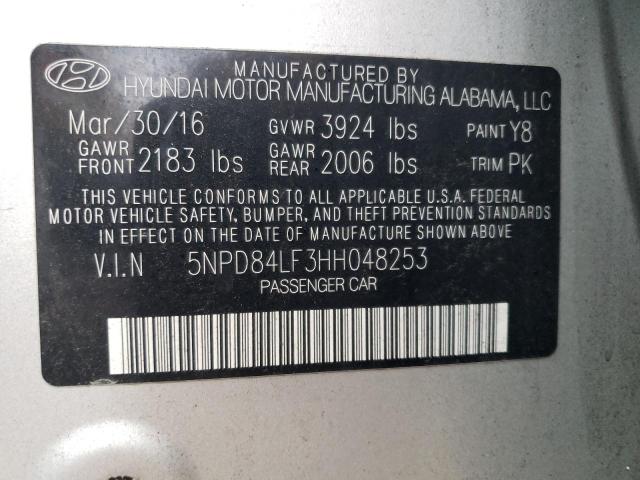 MANUFACTURED BY
HYUNDAI MOTOR MANUFACTURING ALABAMA, LLC
Mar/30/16 GVWR 3924 lbs PAINT Y8
GAWR FRONT 2183 lbs GAWR REAR 2006 lbs TRIM PK
THIS VEHICLE CONFORMS TO ALL APPLICABLE U.S.A. FEDERAL
MOTOR VEHICLE SAFETY, BUMPER, AND THEFT PREVENTION STANDARDS
IN EFFECT ON THE DATE OF MANUFACTURE SHOWN ABOVE
V.I.N 5NPD84LF3HH048253
PASSENGER CAR